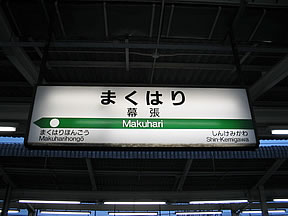 まくはり
幕張
Makuhari
まくはりほんごう
Makuharihongō
しんけみがわ
Shin-Kemigawa